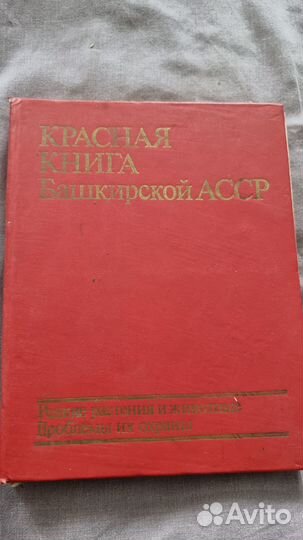 КРАСНАЯ
КНИГА
Башкирской АССР
Редкие растения и животные
Проблемы их охраны
Avito